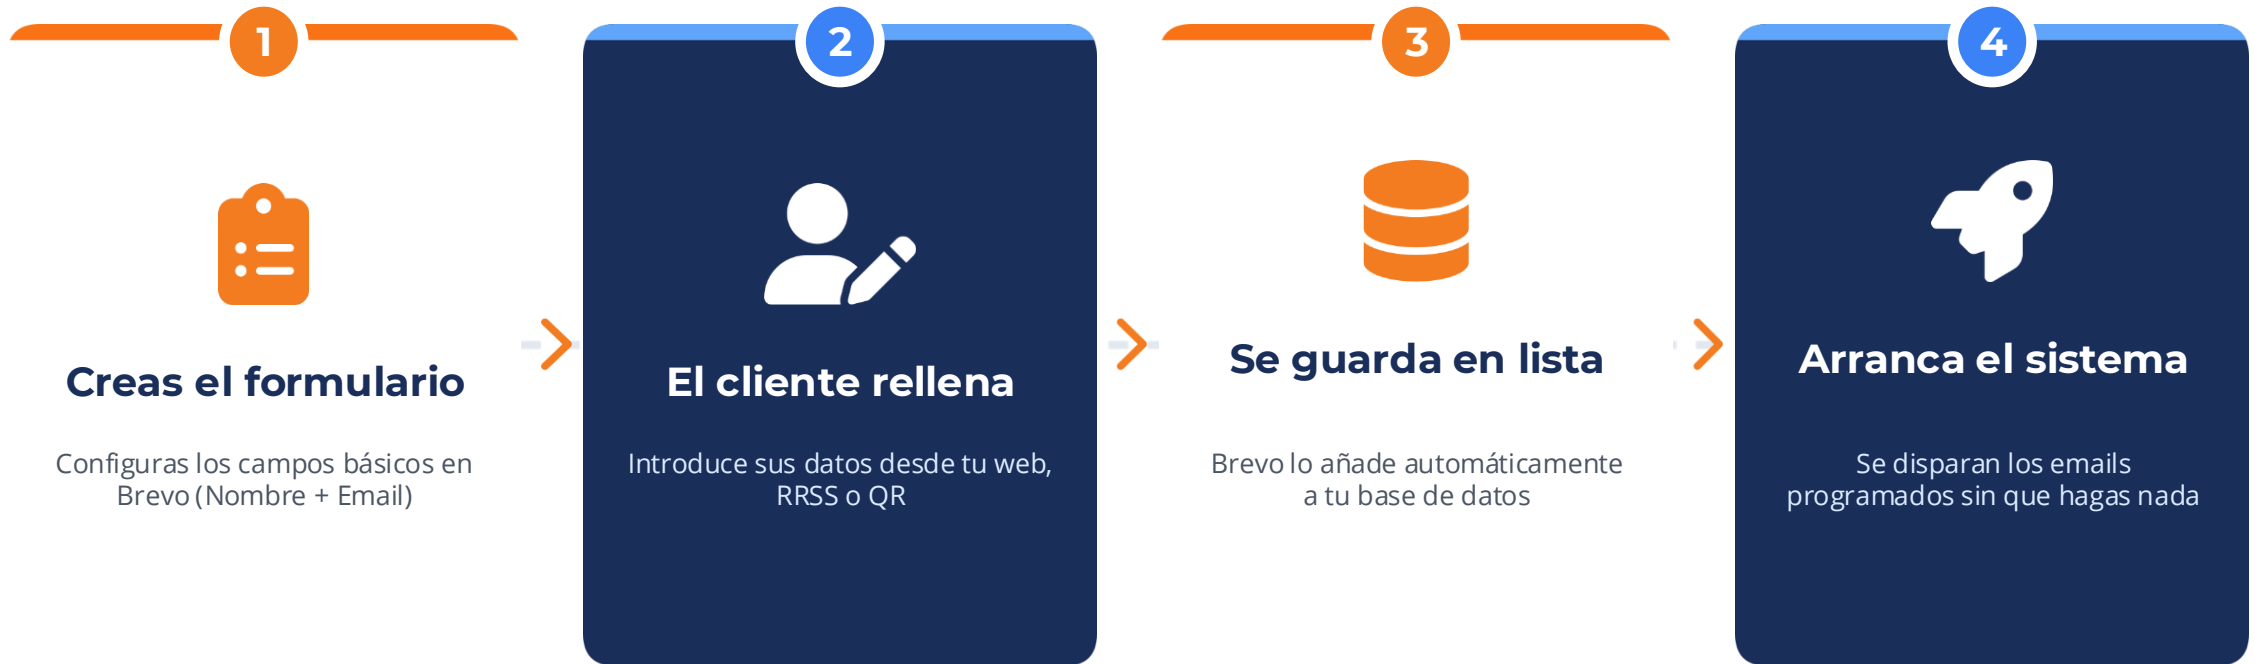 1
Creas el formulario
Configuras los campos básicos en
Brevo (Nombre + Email)
2
El cliente rellena
Introduce sus datos desde tu web,
RRSS o QR
3
Se guarda en lista
Brevo lo añade automáticamente
a tu base de datos
4
Arranca el sistema
Se disparan los emails
programados sin que hagas nada